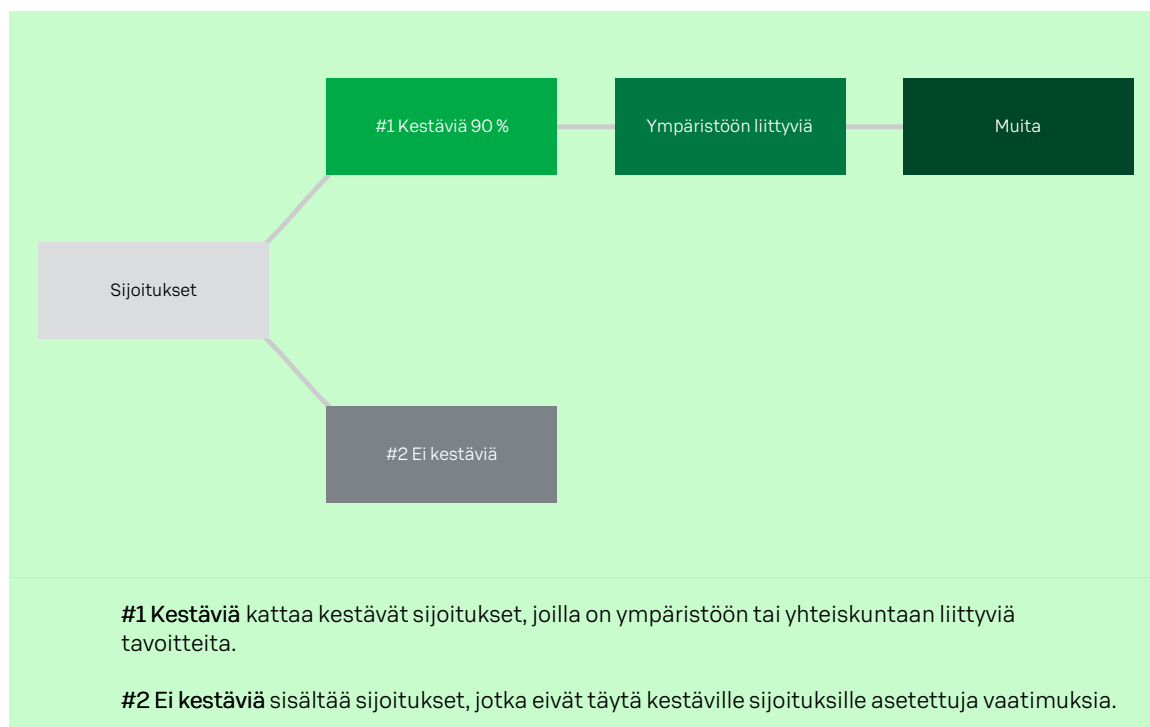 #1 Kestäviä 90 %
Ympäristöön liittyviä
Muita
Sijoitukset
#2 Ei kestäviä
#1 Kestäviä kattaa kestävät sijoitukset, joilla on ympäristöön tai yhteiskuntaan liittyviä
tavoitteita.
#2 Ei kestäviä sisältää sijoitukset, jotka eivät täytä kestäville sijoituksille asetettuja vaatimuksia.